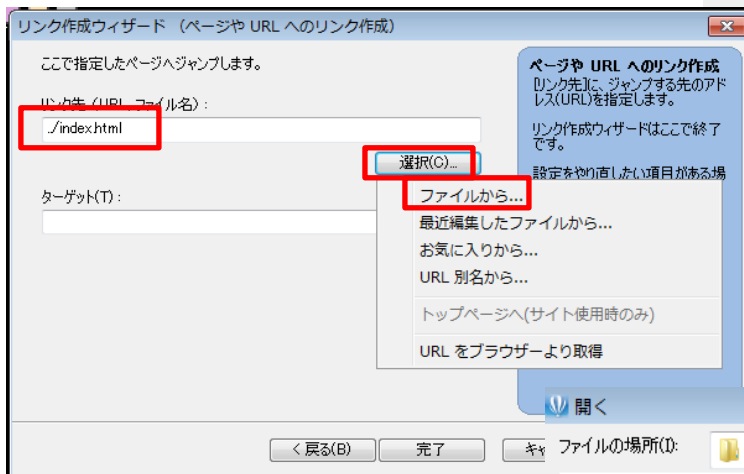 リンク作成ウィザード （ページや URL へのリンク作成）
ここで指定したページへジャンプします。
リンク先 (URL、ファイル名)：
./index.html
選択(C)...
ターゲット(T)：
ファイルから...
最近編集したファイルから...
お気に入りから...
URL 別名から...
トップページへ(サイト使用時のみ)
URL をブラウザーより取得
ページや URL へのリンク作成
[リンク先]に、ジャンプする先のアド
レス(URL)を指定します。
リンク作成ウィザードはここで終了
です。
設定をやり直したい項目がある場
< 戻る(B)
完了
キャ
開く
ファイルの場所(I):